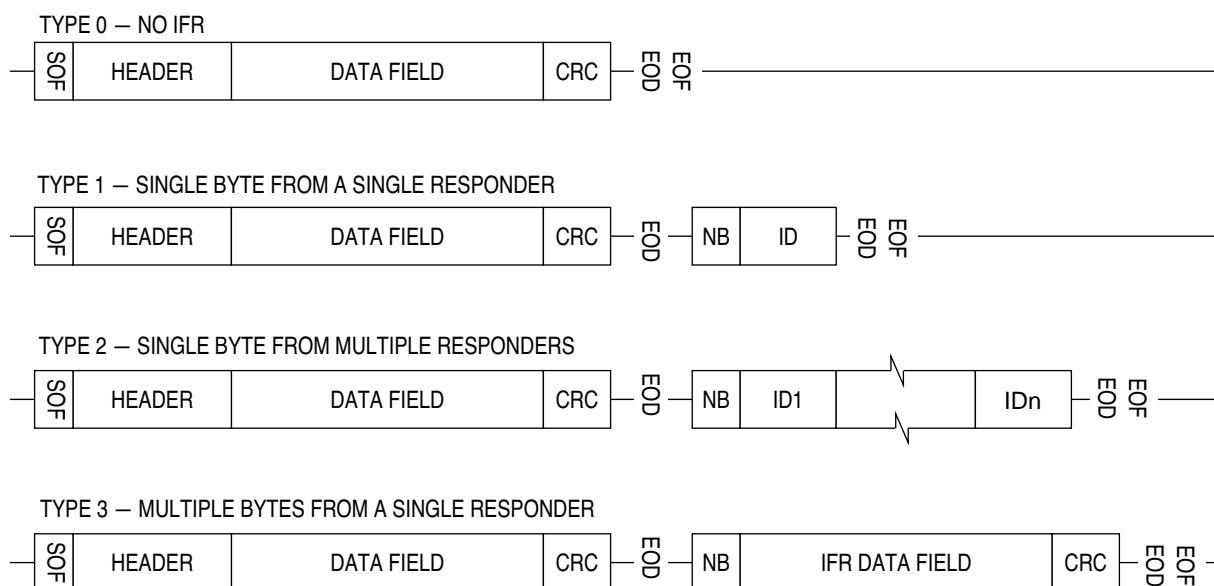 TYPE 0 — NO IFR
SOF HEADER DATA FIELD CRC EOD EOF
TYPE 1 — SINGLE BYTE FROM A SINGLE RESPONDER
SOF HEADER DATA FIELD CRC EOD NB ID EOD EOF
TYPE 2 — SINGLE BYTE FROM MULTIPLE RESPONDERS
SOF HEADER DATA FIELD CRC EOD NB ID1 IDn EOD EOF
TYPE 3 — MULTIPLE BYTES FROM A SINGLE RESPONDER
SOF HEADER DATA FIELD CRC EOD NB IFR DATA FIELD CRC EOD EOF